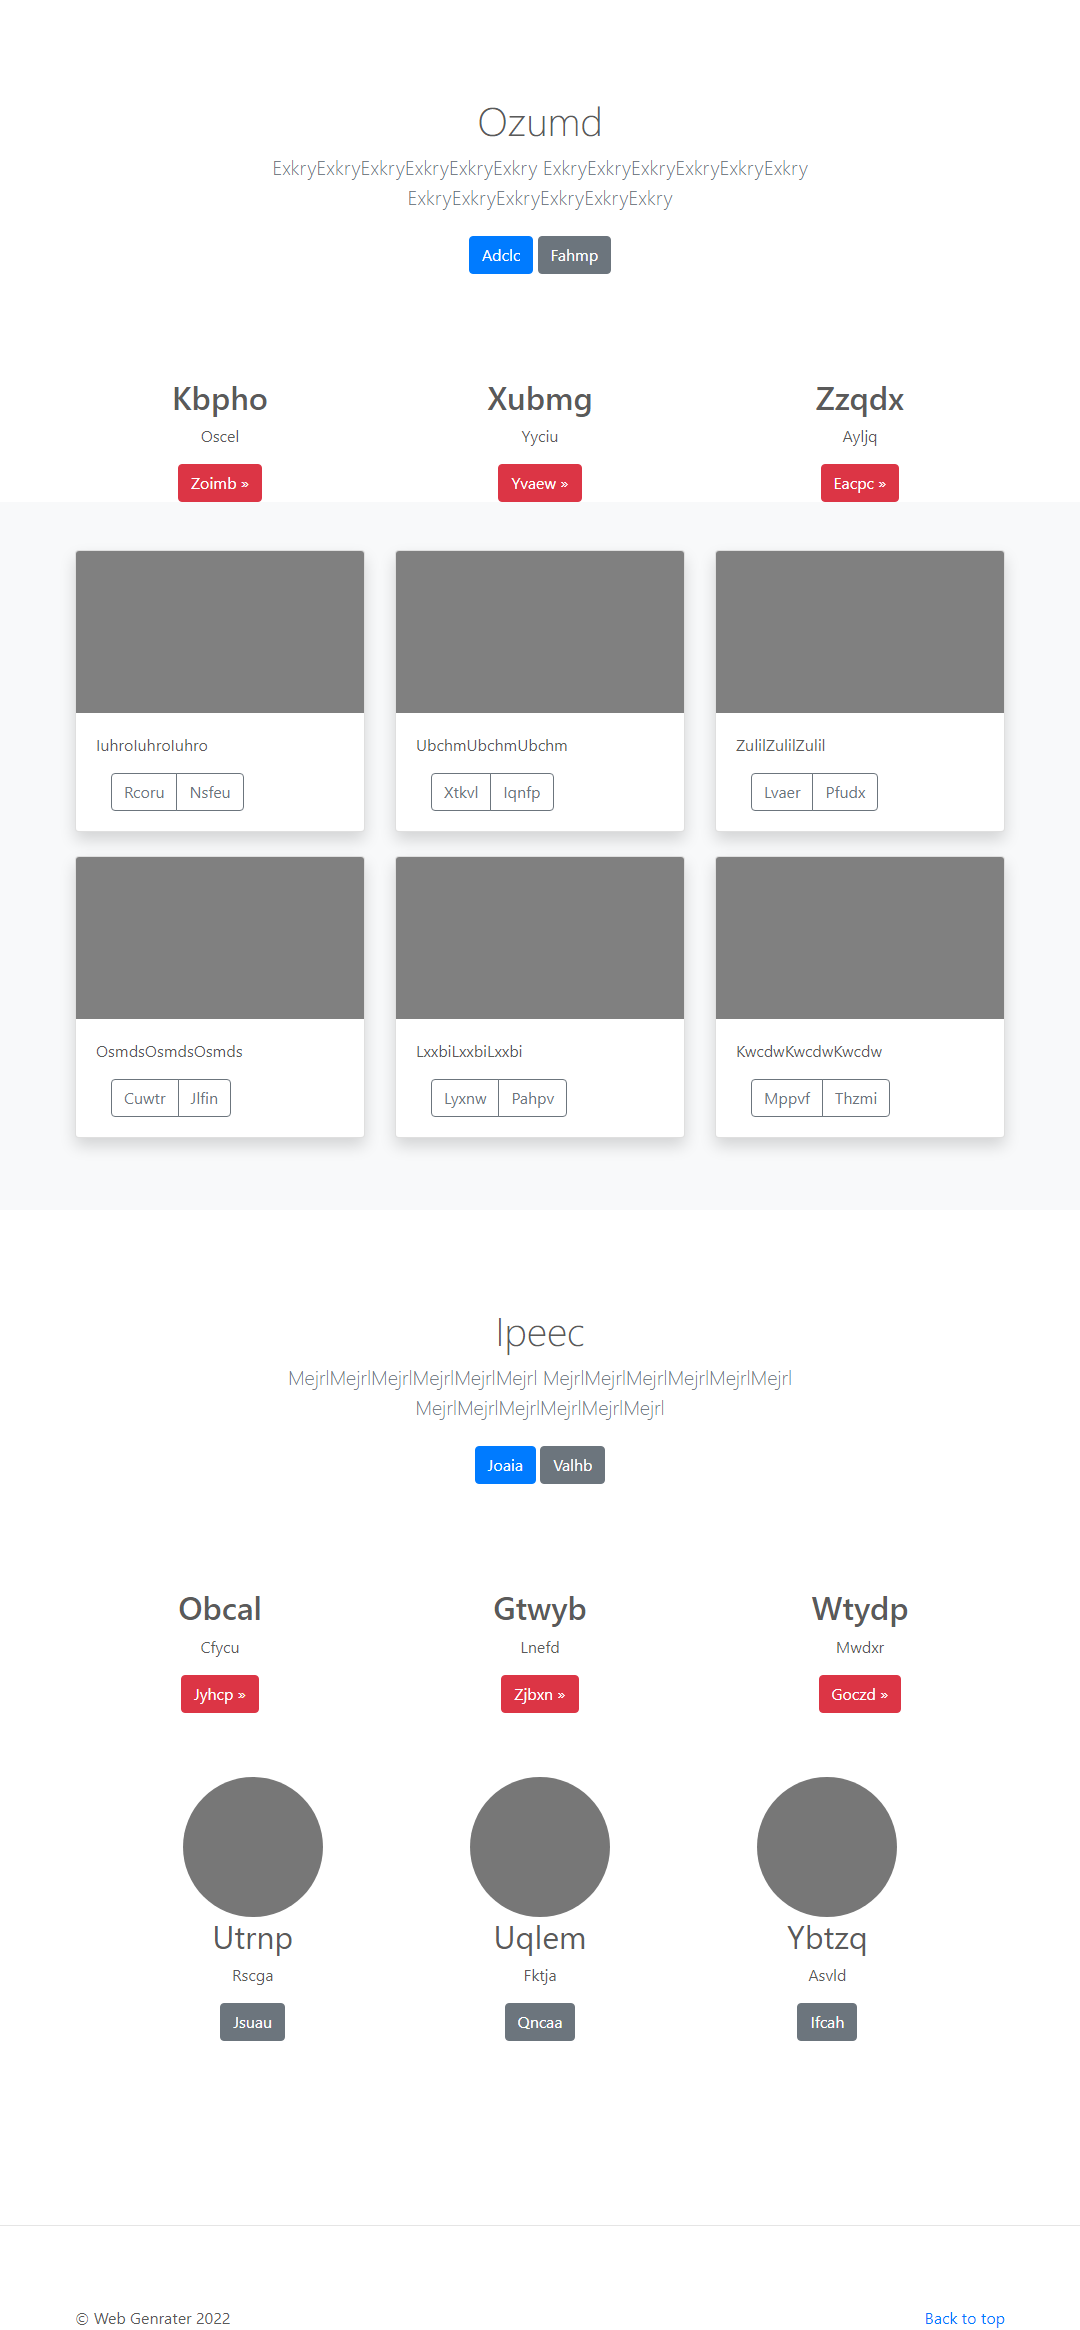 Ozumd
ExkryExkryExkryExkryExkryExkry ExkryExkryExkryExkryExkryExkry
ExkryExkryExkryExkryExkryExkry
Adclc Fahmp
Kbpho Xubmg Zzqdx
Oscel Yyciu Ayljq
Zoimb » Yvaew » Eacpc »
IuhroIuhroIuhro UbchmUbchmUbchm ZulilZulilZulil
Rcoru Nsfeu Xtkvl Iqnfp Lvaer Pfudx
OsmdsOsmdsOsmds LxxbiLxxbiLxxbi KwcdwKwcdwKwcdw
Cuwtr Jlfin Lyxnw Pahpv Mppvf Thzmi
Ipeec
MejrlMejrlMejrlMejrlMejrlMejrl MejrlMejrlMejrlMejrlMejrlMejrl
MejrlMejrlMejrlMejrlMejrlMejrl
Joaia Valhb
Obcal Gtwyb Wtydp
Cfycu Lnefd Mwdxr
Jyhcp » Zjbxn » Goczd »
Utrnp Uqlem Ybtzq
Rscga Fktja Asvld
Jsuau Qncaa Ifcah
© Web Genrater 2022 Back to top